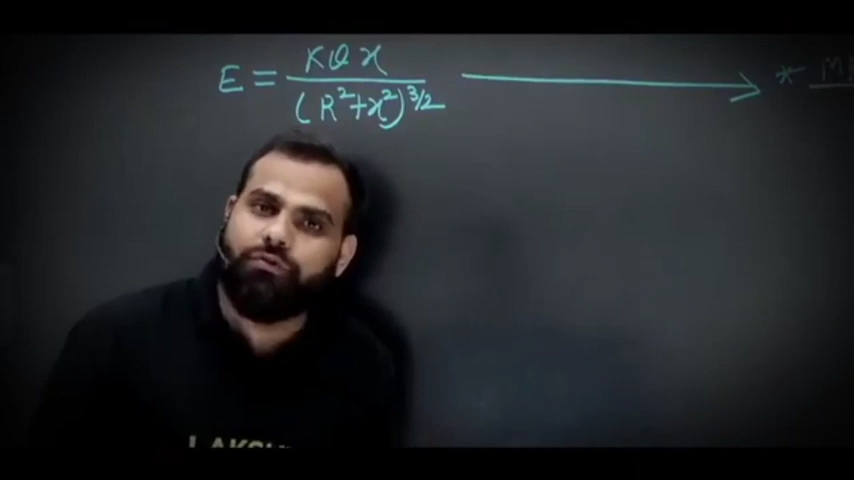 E = KQx / (R²+x²)^3/2 → *